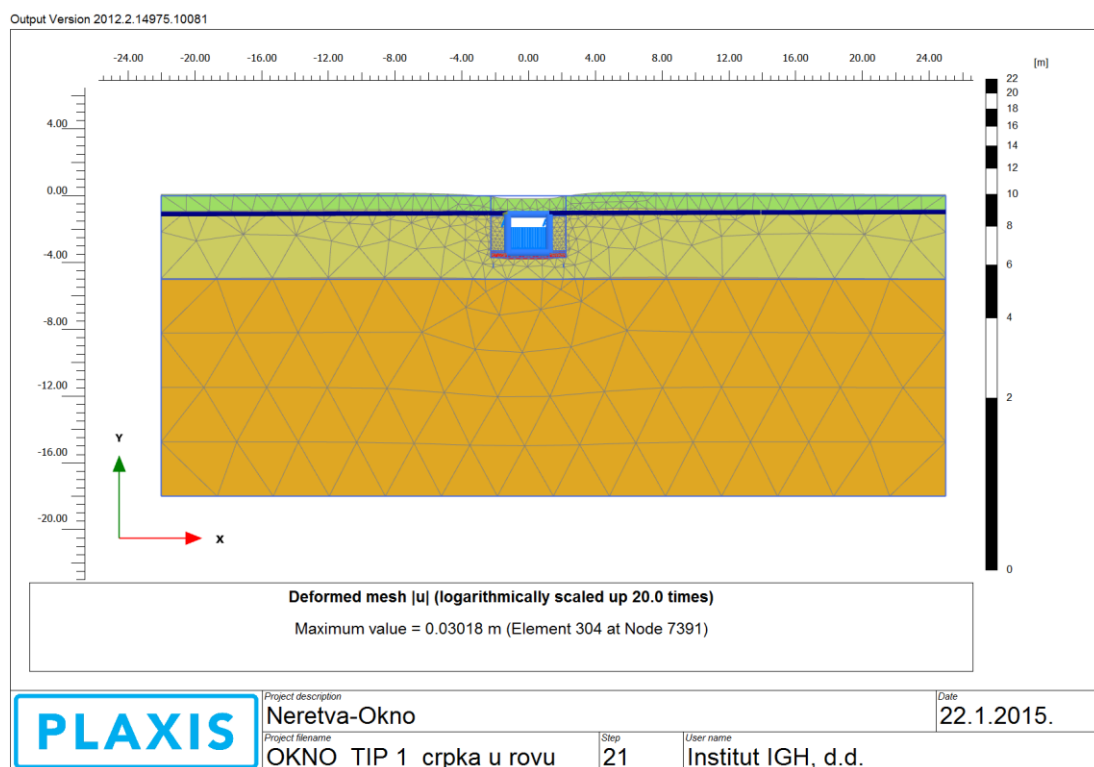 Output Version 2012.2.14975.10081
-24.00 -20.00 -16.00 -12.00 -8.00 -4.00 0.00 4.00 8.00 12.00 16.00 20.00 24.00
[m]
22
20
18
16
14
12
10
8
6
4
2
0
4.00
0.00
-4.00
-8.00
-12.00
-16.00
-20.00
Y
X
Deformed mesh |u| (logarithmically scaled up 20.0 times)
Maximum value = 0.03018 m (Element 304 at Node 7391)
PLAXIS
Project description
Neretva-Okno
Date
22.1.2015.
Project filename
OKNO_TIP 1_crpka u rovu
Step
21
User name
Institut IGH, d.d.